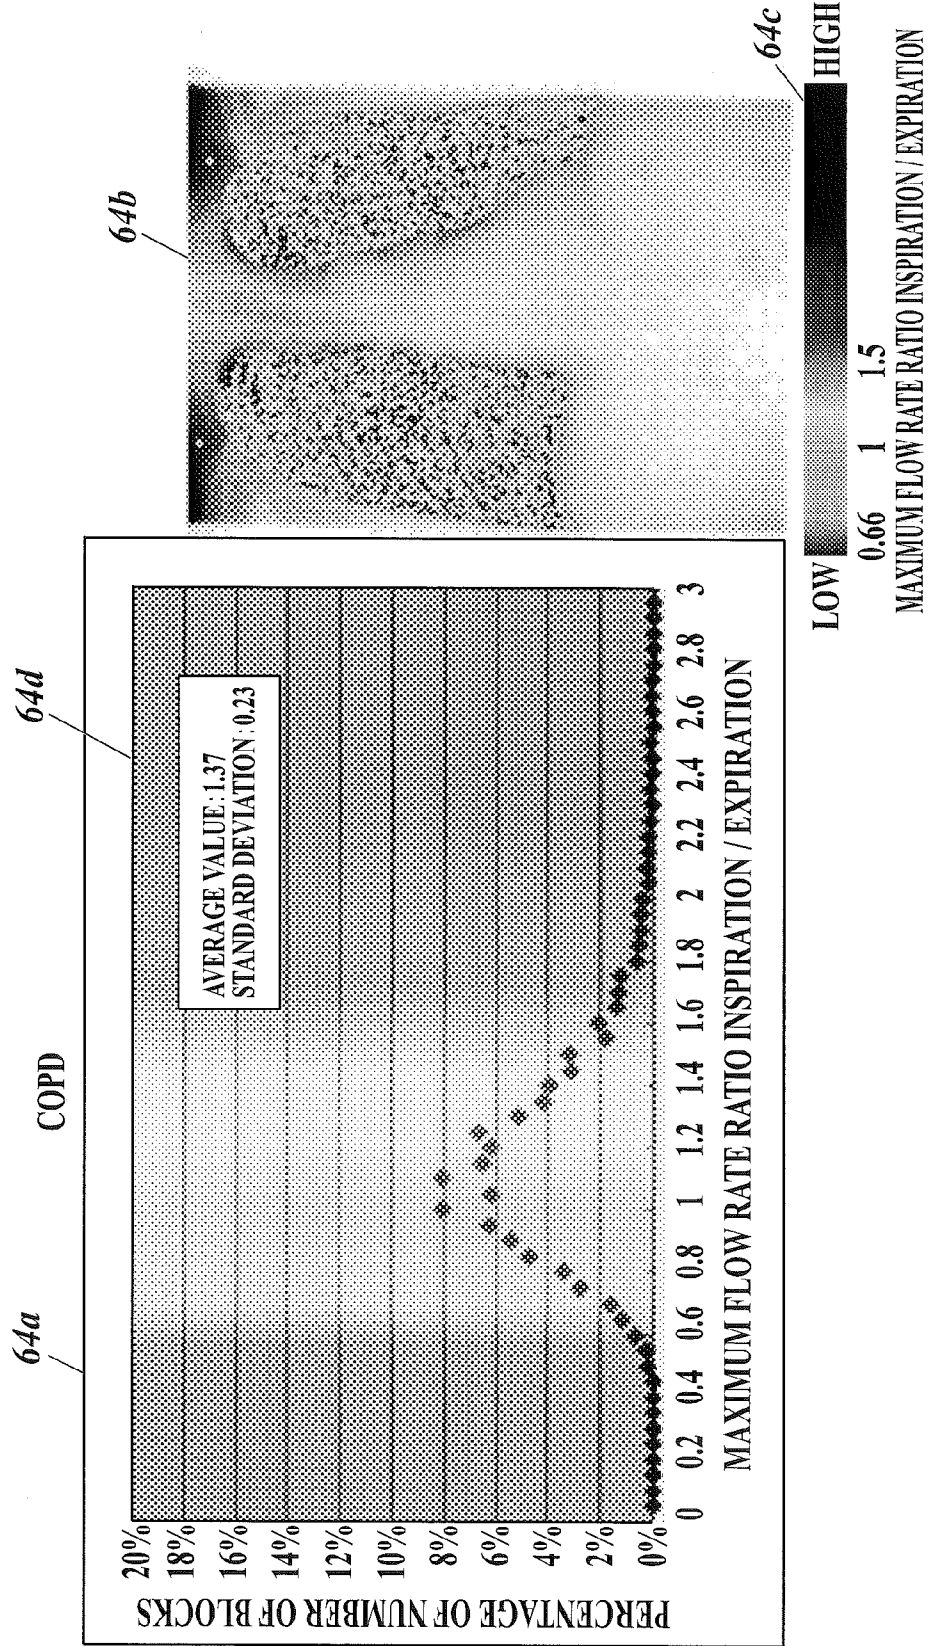 COPD
64a
64d
64b
64c
PERCENTAGE OF NUMBER OF BLOCKS
20%
18%
16%
14%
12%
10%
8%
6%
4%
2%
0%
AVERAGE VALUE:1.37
STANDARD DEVIATION:0.23
0 0.2 0.4 0.6 0.8 1 1.2 1.4 1.6 1.8 2 2.2 2.4 2.6 2.8 3
MAXIMUM FLOW RATE RATIO INSPIRATION / EXPIRATION
LOW HIGH
0.66 1 1.5
MAXIMUM FLOW RATE RATIO INSPIRATION / EXPIRATION